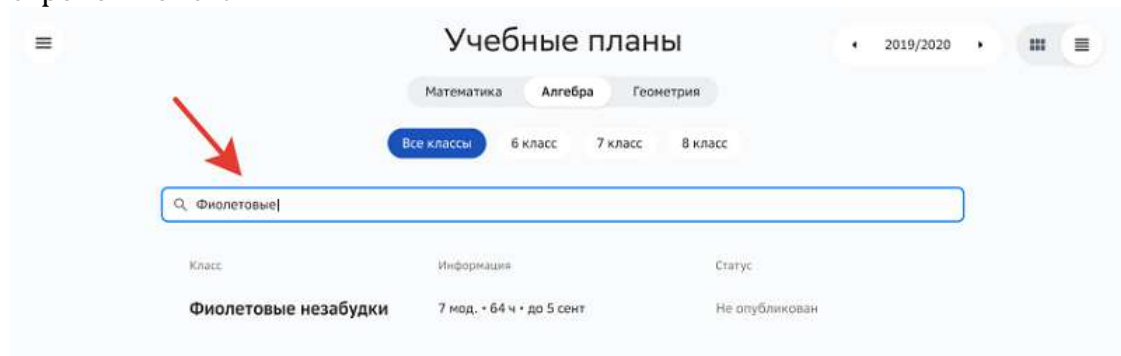 Учебные планы
2019/2020
Математика Алгебра Геометрия
Все классы 6 класс 7 класс 8 класс
Фиолетовые
Класс Информация Статус
Фиолетовые незабудки 7 мод. • 64 ч • до 5 сент Не опубликован